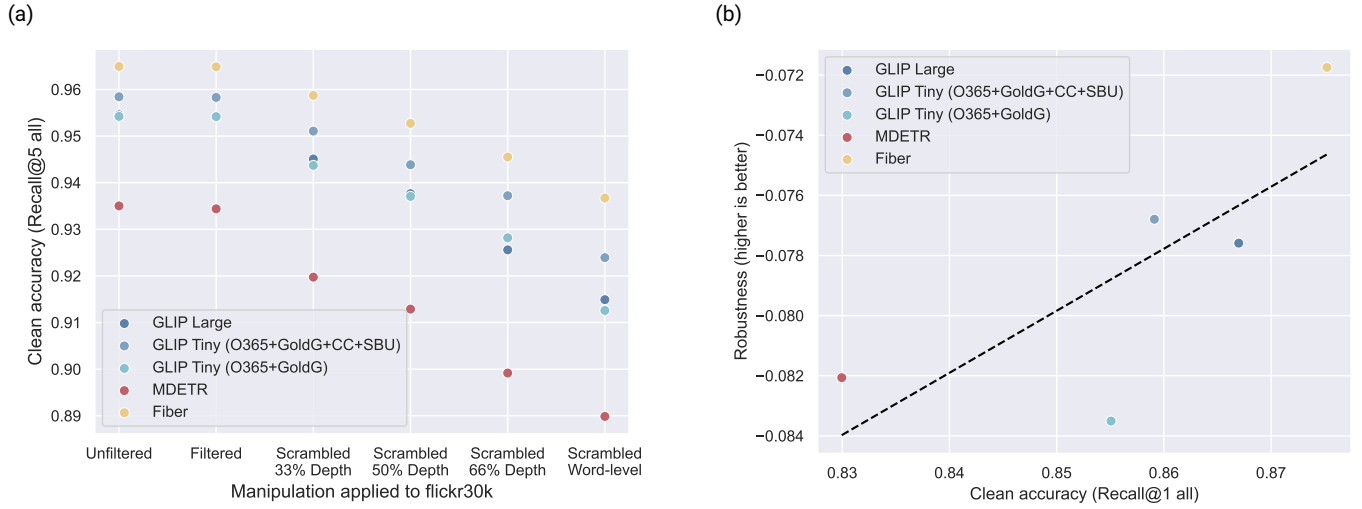 (a)
Clean accuracy (Recall@5 all)
0.96
0.95
0.94
0.93
0.92
0.91
0.90
0.89
GLIP Large
GLIP Tiny (O365+GoldG+CC+SBU)
GLIP Tiny (O365+GoldG)
MDETR
Fiber
Unfiltered
Filtered
Scrambled
33% Depth
Scrambled
50% Depth
Scrambled
66% Depth
Scrambled
Word-level
Manipulation applied to flickr30k
(b)
Robustness (higher is better)
−0.072
−0.074
−0.076
−0.078
−0.080
−0.082
−0.084
GLIP Large
GLIP Tiny (O365+GoldG+CC+SBU)
GLIP Tiny (O365+GoldG)
MDETR
Fiber
0.83
0.84
0.85
0.86
0.87
Clean accuracy (Recall@1 all)